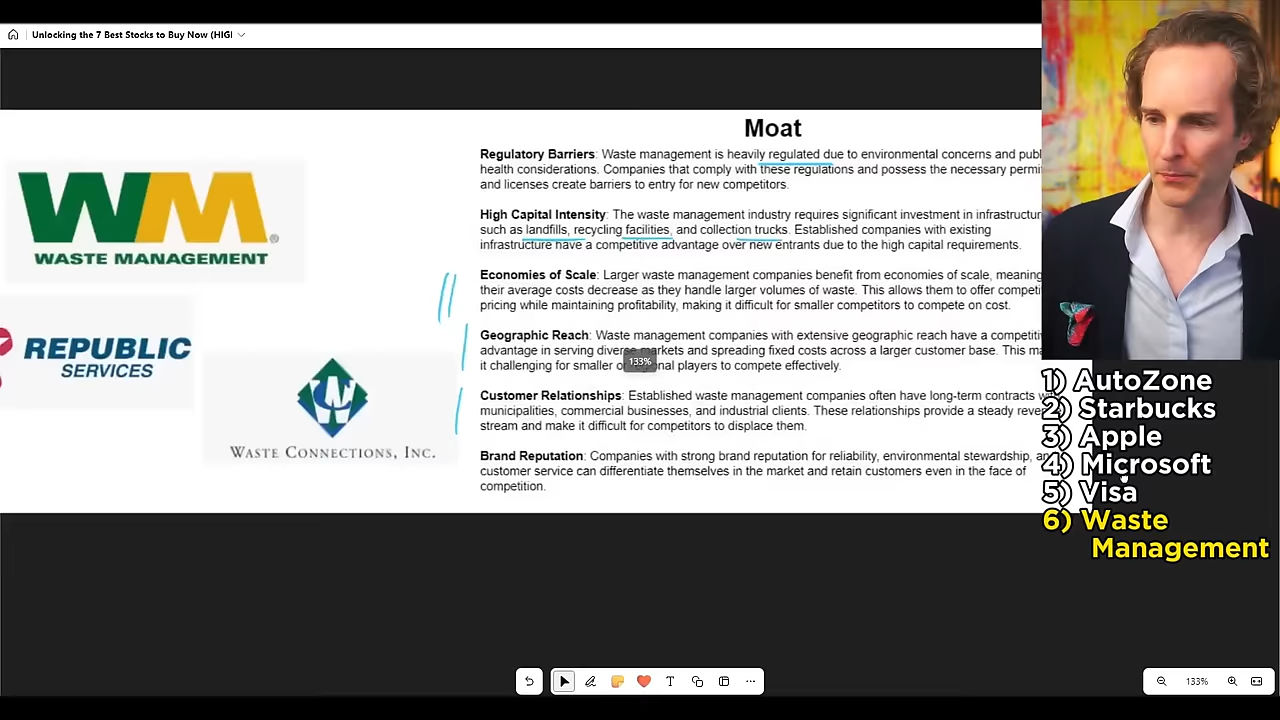 Unlocking the 7 Best Stocks to Buy Now (HIGI
Moat
Regulatory Barriers: Waste management is heavily regulated due to environmental concerns and publ
health considerations. Companies that comply with these regulations and possess the necessary permi
and licenses create barriers to entry for new competitors.
High Capital Intensity: The waste management industry requires significant investment in infrastructur
such as landfills, recycling facilities, and collection trucks. Established companies with existing
infrastructure have a competitive advantage over new entrants due to the high capital requirements.
Economies of Scale: Larger waste management companies benefit from economies of scale, meaning
their average costs decrease as they handle larger volumes of waste. This allows them to offer competi
pricing while maintaining profitability, making it difficult for smaller competitors to compete on cost.
Geographic Reach: Waste management companies with extensive geographic reach have a competiti
advantage in serving diverse markets and spreading fixed costs across a larger customer base. This ma
it challenging for smaller or nal players to compete effectively.
Customer Relationships: Established waste management companies often have long-term contracts w
municipalities, commercial businesses, and industrial clients. These relationships provide a steady reve
stream and make it difficult for competitors to displace them.
Brand Reputation: Companies with strong brand reputation for reliability, environmental stewardship, an
customer service can differentiate themselves in the market and retain customers even in the face of
competition.
133%
WM®
WASTE MANAGEMENT
REPUBLIC
SERVICES
WASTE CONNECTIONS, INC.
1) AutoZone
2) Starbucks
3) Apple
4) Microsoft
5) Visa
6) Waste
Management
T
133%